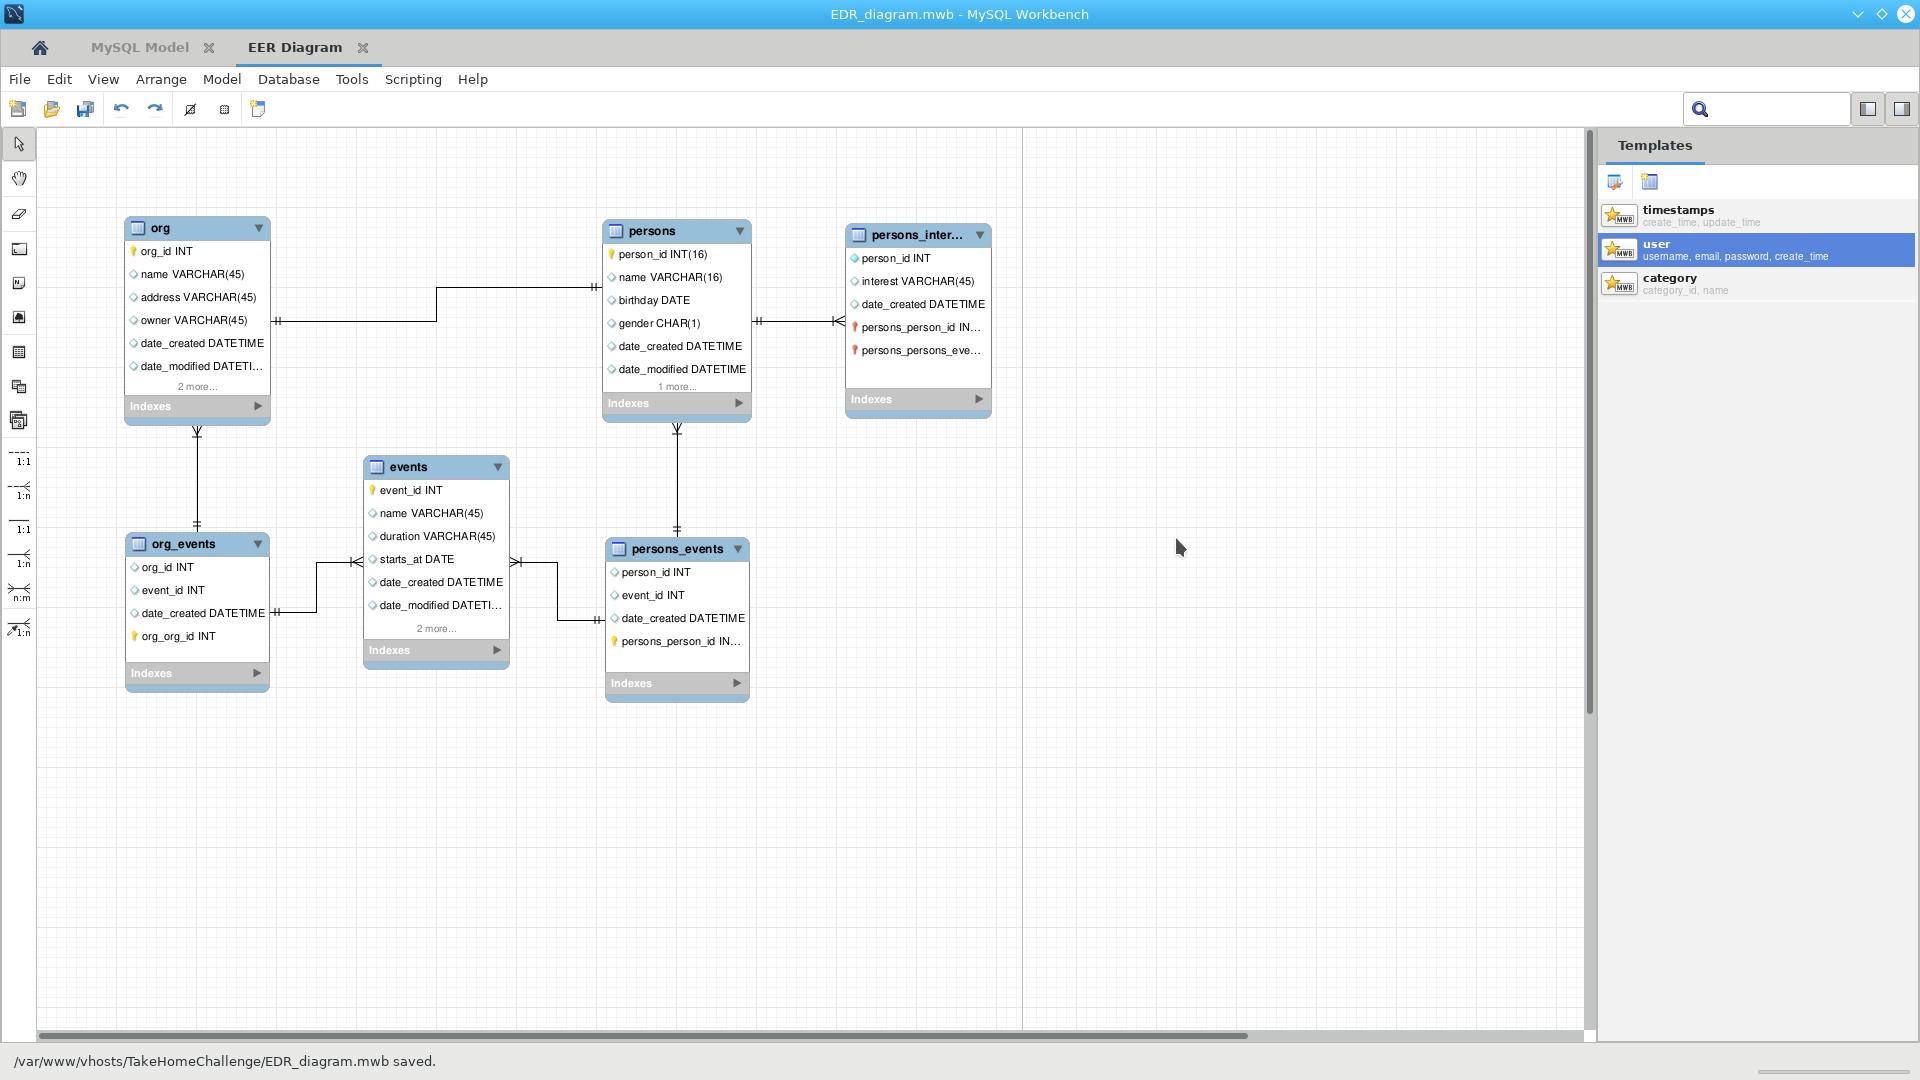 EDR_diagram.mwb - MySQL Workbench
MySQL Model
EER Diagram
File Edit View Arrange Model Database Tools Scripting Help
Templates
timestamps
create_time, update_time
user
username, email, password, create_time
category
category_id, name
org
org_id INT
name VARCHAR(45)
address VARCHAR(45)
owner VARCHAR(45)
date_created DATETIME
date_modified DATETI...
2 more...
Indexes
persons
person_id INT(16)
name VARCHAR(16)
birthday DATE
gender CHAR(1)
date_created DATETIME
date_modified DATETIME
1 more...
Indexes
persons_inter...
person_id INT
interest VARCHAR(45)
date_created DATETIME
persons_person_id IN...
persons_persons_eve...
Indexes
org_events
org_id INT
event_id INT
date_created DATETIME
org_org_id INT
Indexes
events
event_id INT
name VARCHAR(45)
duration VARCHAR(45)
starts_at DATE
date_created DATETIME
date_modified DATETI...
2 more...
Indexes
persons_events
person_id INT
event_id INT
date_created DATETIME
persons_person_id IN...
Indexes
1:1
1:n
1:1
1:n
n:m
1:n
MWB
MWB
MWB
/var/www/vhosts/TakeHomeChallenge/EDR_diagram.mwb saved.